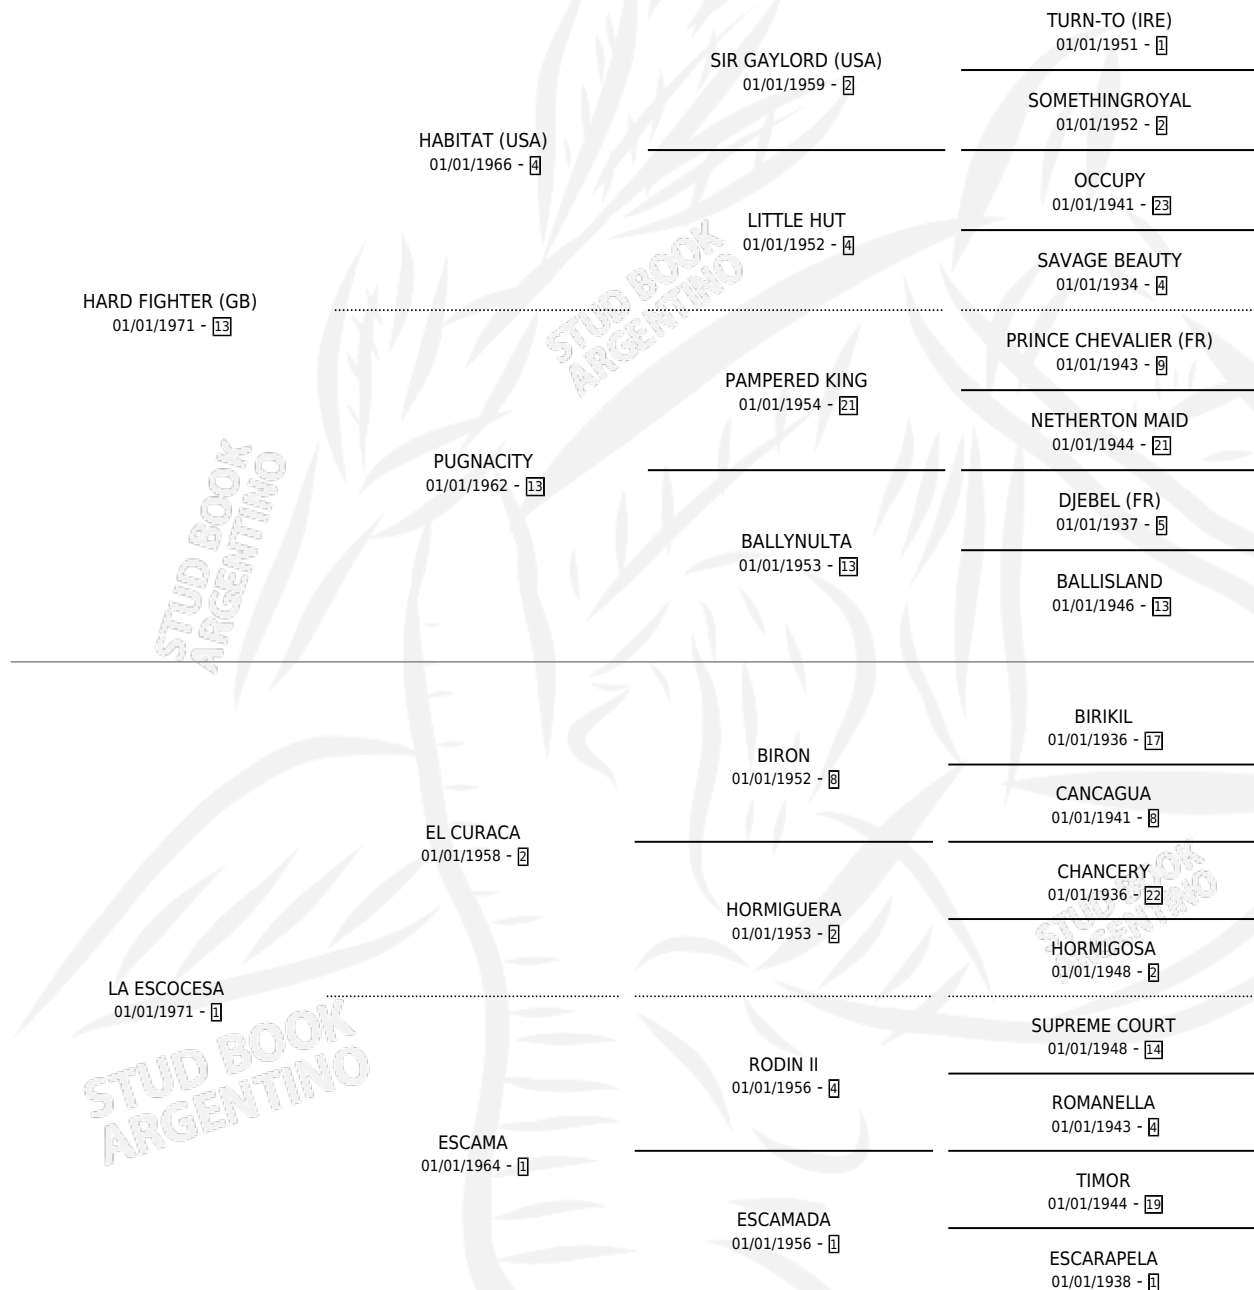 TURN-TO (IRE)
01/01/1951 - 1
SIR GAYLORD (USA)
01/01/1959 - 2
SOMETHINGROYAL
01/01/1952 - 2
HABITAT (USA)
01/01/1966 - 4
OCCUPY
01/01/1941 - 23
LITTLE HUT
01/01/1952 - 4
SAVAGE BEAUTY
01/01/1934 - 4
HARD FIGHTER (GB)
01/01/1971 - 13
PRINCE CHEVALIER (FR)
01/01/1943 - 9
PAMPERED KING
01/01/1954 - 21
NETHERTON MAID
01/01/1944 - 21
PUGNACITY
01/01/1962 - 13
DJEBEL (FR)
01/01/1937 - 5
BALLYNULTA
01/01/1953 - 13
BALLISLAND
01/01/1946 - 13
BIRIKIL
01/01/1936 - 17
BIRON
01/01/1952 - 8
CANCAGUA
01/01/1941 - 8
EL CURACA
01/01/1958 - 2
CHANCERY
01/01/1936 - 22
HORMIGUERA
01/01/1953 - 2
HORMIGOSA
01/01/1948 - 2
LA ESCOCESA
01/01/1971 - 1
SUPREME COURT
01/01/1948 - 14
RODIN II
01/01/1956 - 4
ROMANELLA
01/01/1943 - 4
ESCAMA
01/01/1964 - 1
TIMOR
01/01/1944 - 19
ESCAMADA
01/01/1956 - 1
ESCARAPELA
01/01/1938 - 1
STUD BOOK
ARGENTINO
STUD BOOK
ARGENTINO
STUD BOOK
ARGENTINO
STUD BOOK
ARGENTINO